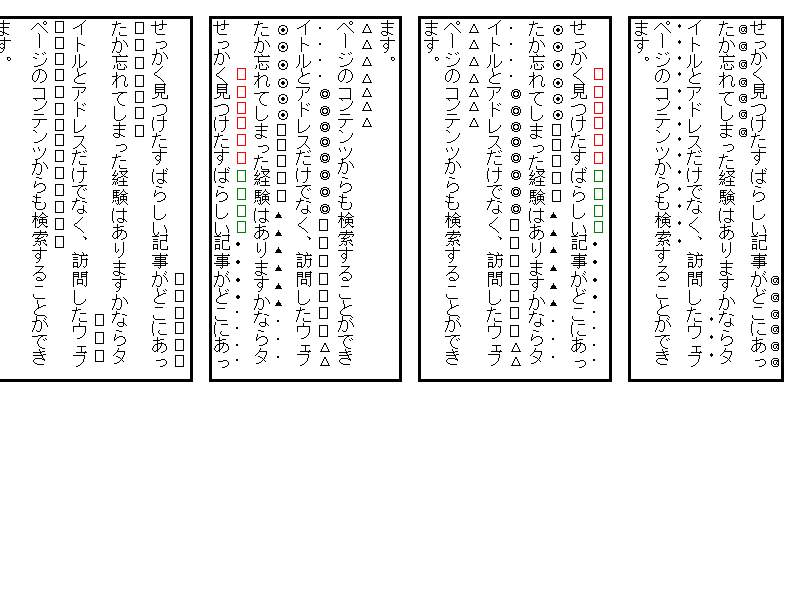 せっかく見つけたすばらしい記事がどこにあっ
たか忘れてしまった経験はありますかならタ
イトルとアドレスだけでなく、訪問したウェブ
ページのコンテンツからも検索することができ
ます。
せっかく見つけたすばらしい記事がどこにあっ
たか忘れてしまった経験はありますかならタ
イトルとアドレスだけでなく、訪問したウェブ
ページのコンテンツからも検索することができ
ます。
せっかく見つけたすばらしい記事がどこにあっ
たか忘れてしまった経験はありますかならタ
イトルとアドレスだけでなく、訪問したウェブ
ページのコンテンツからも検索することができ
ます。
せっかく見つけたすばらしい記事がどこにあっ
たか忘れてしまった経験はありますかならタ
イトルとアドレスだけでなく、訪問したウェブ
ページのコンテンツからも検索することができ
ます。